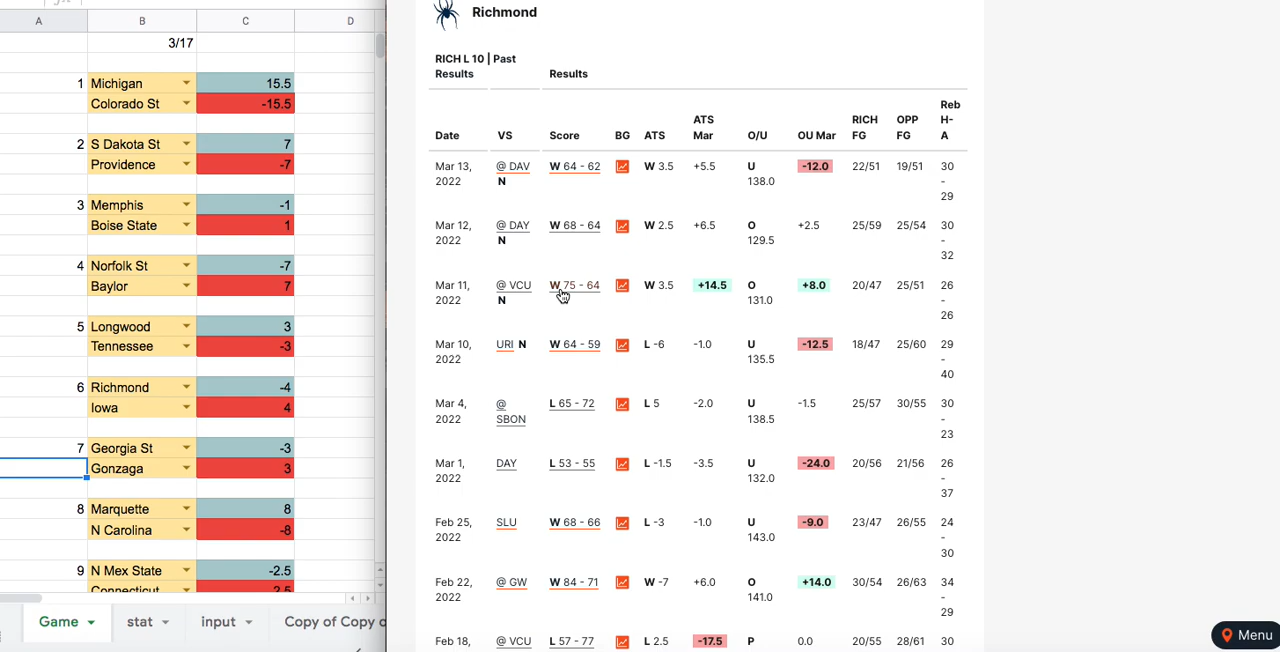 A B C D
3/17
1 Michigan 15.5
Colorado St -15.5
2 S Dakota St 7
Providence -7
3 Memphis -1
Boise State 1
4 Norfolk St -7
Baylor 7
5 Longwood 3
Tennessee -3
6 Richmond -4
Iowa 4
7 Georgia St -3
Gonzaga 3
8 Marquette 8
N Carolina -8
9 N Mex State -2.5
Connecticut 2.5
Game stat input Copy of Copy o
Richmond
RICH L 10 | Past
Results Results
Reb
ATS RICH OPP H-
Date VS Score BG ATS Mar O/U OU Mar FG FG A
Mar 13, @ DAV W 64 - 62 W 3.5 +5.5 U -12.0 22/51 19/51 30
2022 N 138.0 -
29
Mar 12, @ DAY W 68 - 64 W 2.5 +6.5 O +2.5 25/59 25/54 30
2022 N 129.5 -
32
Mar 11, @ VCU W 75 - 64 W 3.5 +14.5 O +8.0 20/47 25/51 26
2022 N 131.0 -
26
Mar 10, URI N W 64 - 59 L -6 -1.0 U -12.5 18/47 25/60 29
2022 135.5 -
40
Mar 4, @ L 65 - 72 L 5 -2.0 U -1.5 25/57 30/55 30
2022 SBON 138.5 -
23
Mar 1, DAY L 53 - 55 L -1.5 -3.5 U -24.0 20/56 21/56 26
2022 132.0 -
37
Feb 25, SLU W 68 - 66 L -3 -1.0 U -9.0 23/47 26/55 24
2022 143.0 -
30
Feb 22, @ GW W 84 - 71 W -7 +6.0 O +14.0 30/54 26/63 34
2022 141.0 -
29
Feb 18, @ VCU L 57 - 77 L 2.5 -17.5 P 0.0 20/55 28/61 30
Menu